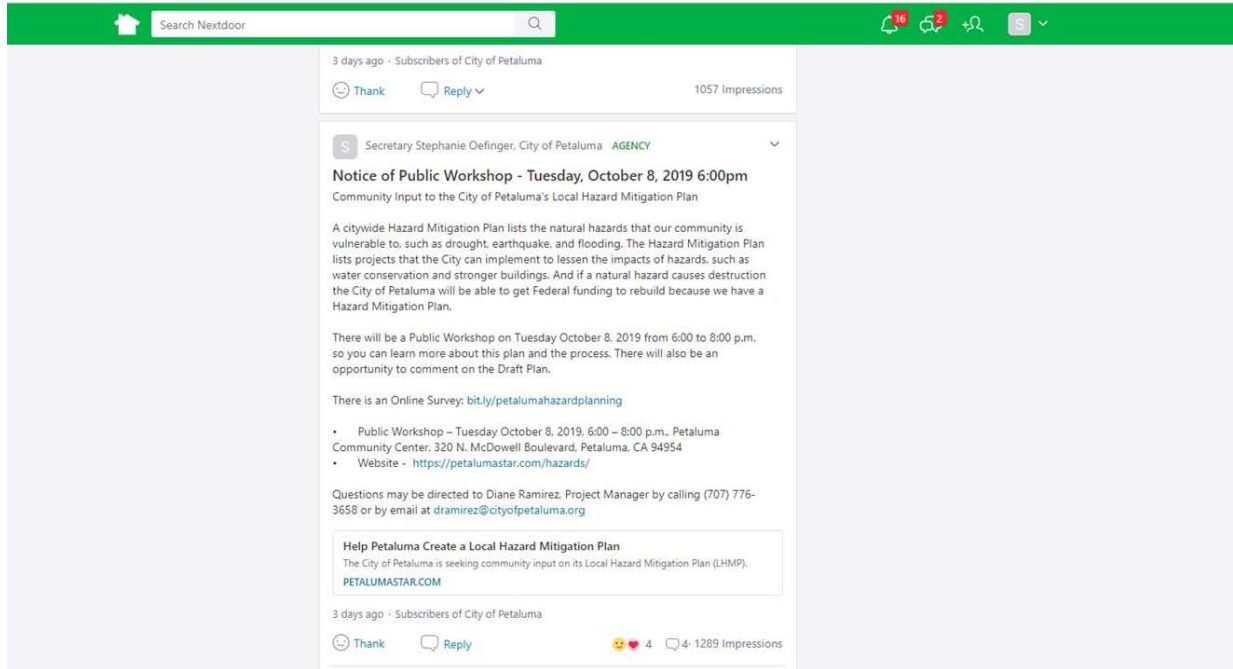 Search Nextdoor
16
2
S
3 days ago · Subscribers of City of Petaluma
Thank Reply 1057 Impressions
S Secretary Stephanie Oefinger, City of Petaluma AGENCY
Notice of Public Workshop - Tuesday, October 8, 2019 6:00pm
Community Input to the City of Petaluma's Local Hazard Mitigation Plan
A citywide Hazard Mitigation Plan lists the natural hazards that our community is
vulnerable to, such as drought, earthquake, and flooding. The Hazard Mitigation Plan
lists projects that the City can implement to lessen the impacts of hazards, such as
water conservation and stronger buildings. And if a natural hazard causes destruction
the City of Petaluma will be able to get Federal funding to rebuild because we have a
Hazard Mitigation Plan.
There will be a Public Workshop on Tuesday October 8, 2019 from 6:00 to 8:00 p.m.
so you can learn more about this plan and the process. There will also be an
opportunity to comment on the Draft Plan.
There is an Online Survey: bit.ly/petalumahazardplanning
• Public Workshop – Tuesday October 8, 2019, 6:00 – 8:00 p.m., Petaluma
Community Center, 320 N. McDowell Boulevard, Petaluma, CA 94954
• Website - https://petalumastar.com/hazards/
Questions may be directed to Diane Ramirez, Project Manager by calling (707) 776-
3658 or by email at dramirez@cityofpetaluma.org
Help Petaluma Create a Local Hazard Mitigation Plan
The City of Petaluma is seeking community input on its Local Hazard Mitigation Plan (LHMP).
PETALUMASTAR.COM
3 days ago · Subscribers of City of Petaluma
Thank Reply 4 4· 1289 Impressions